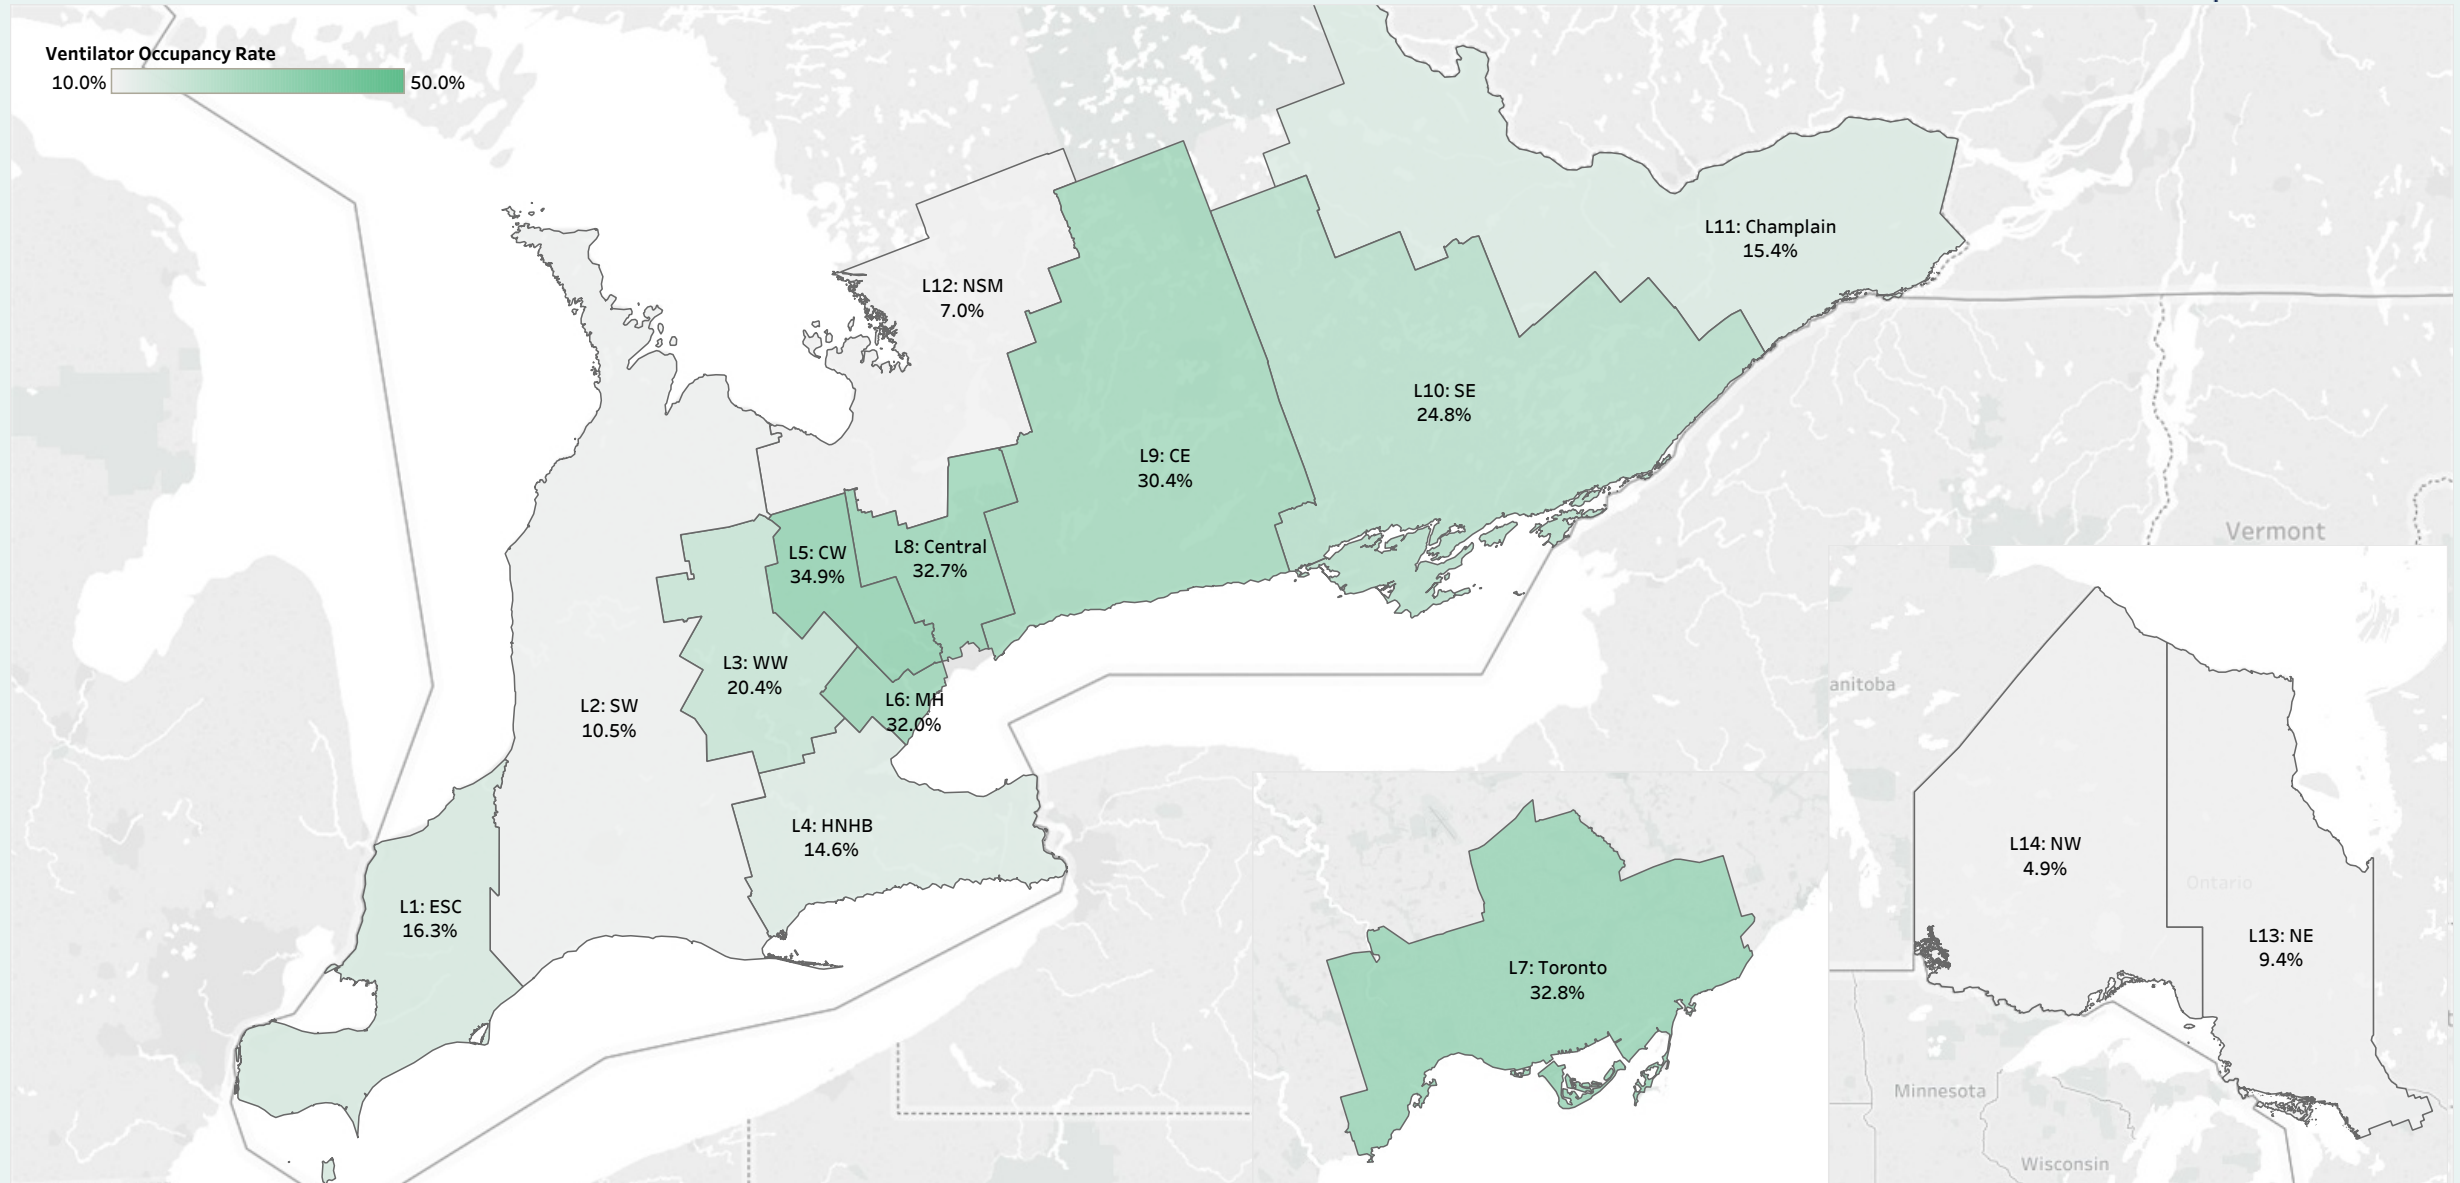 Ventilator Occupancy Rate
10.0% 50.0%
L11: Champlain
15.4%
L12: NSM
7.0%
L10: SE
24.8%
L9: CE
30.4%
L5: CW
34.9%
L8: Central
32.7%
Vermont
L3: WW
20.4%
L6: MH
32.0%
L2: SW
10.5%
anitoba
L4: HNHB
14.6%
L14: NW
4.9%
Ontario
L1: ESC
16.3%
L13: NE
9.4%
L7: Toronto
32.8%
Minnesota
Wisconsin